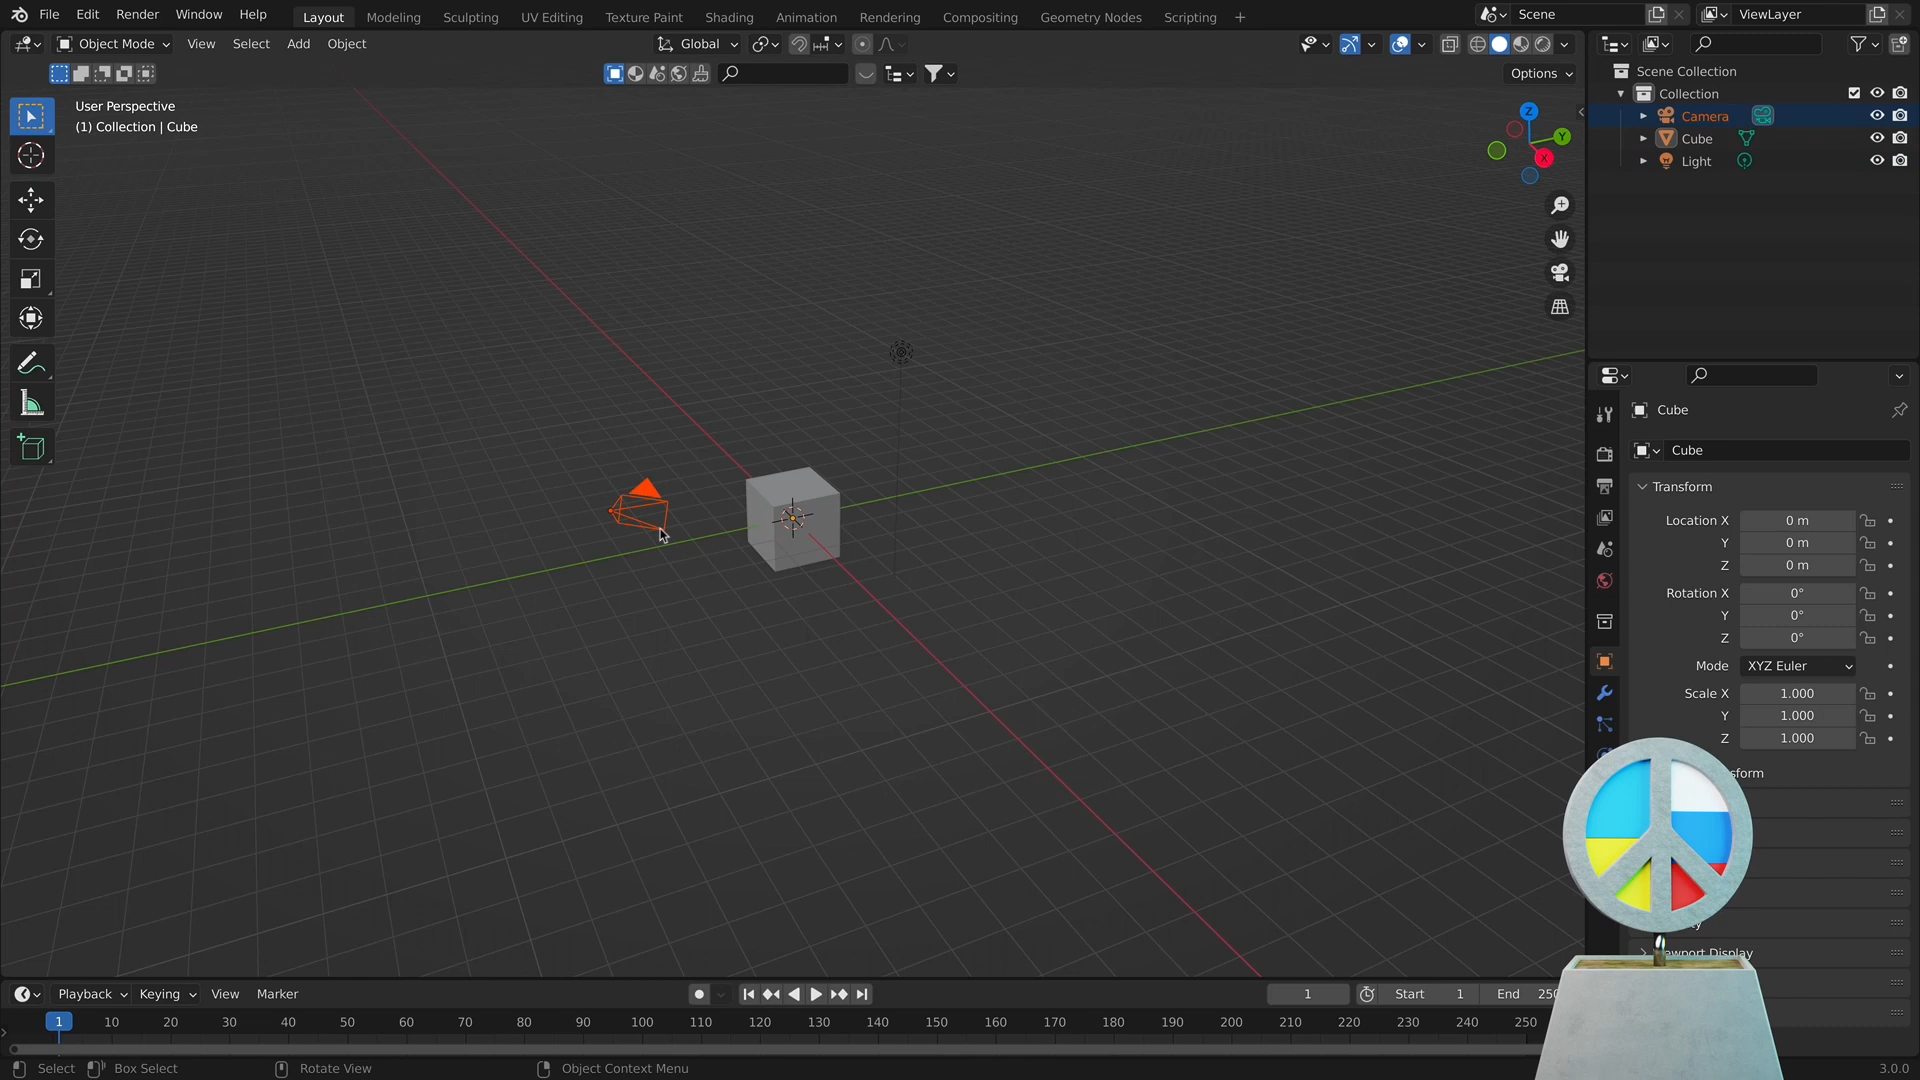 File Edit Render Window Help Layout Modeling Sculpting UV Editing Texture Paint Shading Animation Rendering Compositing Geometry Nodes Scripting + Scene ViewLayer
Object Mode View Select Add Object Global
Options
User Perspective
(1) Collection | Cube
Z
Y
X
Scene Collection
Collection
Camera
Cube
Light
Cube
Cube
Transform
Location X 0 m
Y 0 m
Z 0 m
Rotation X 0°
Y 0°
Z 0°
Mode XYZ Euler
Scale X 1.000
Y 1.000
Z 1.000
sform
ewport Display
Playback Keying View Marker 1 Start 1 End 250
1 10 20 30 40 50 60 70 80 90 100 110 120 130 140 150 160 170 180 190 200 210 220 230 240 250
Select Box Select Rotate View Object Context Menu 3.0.0